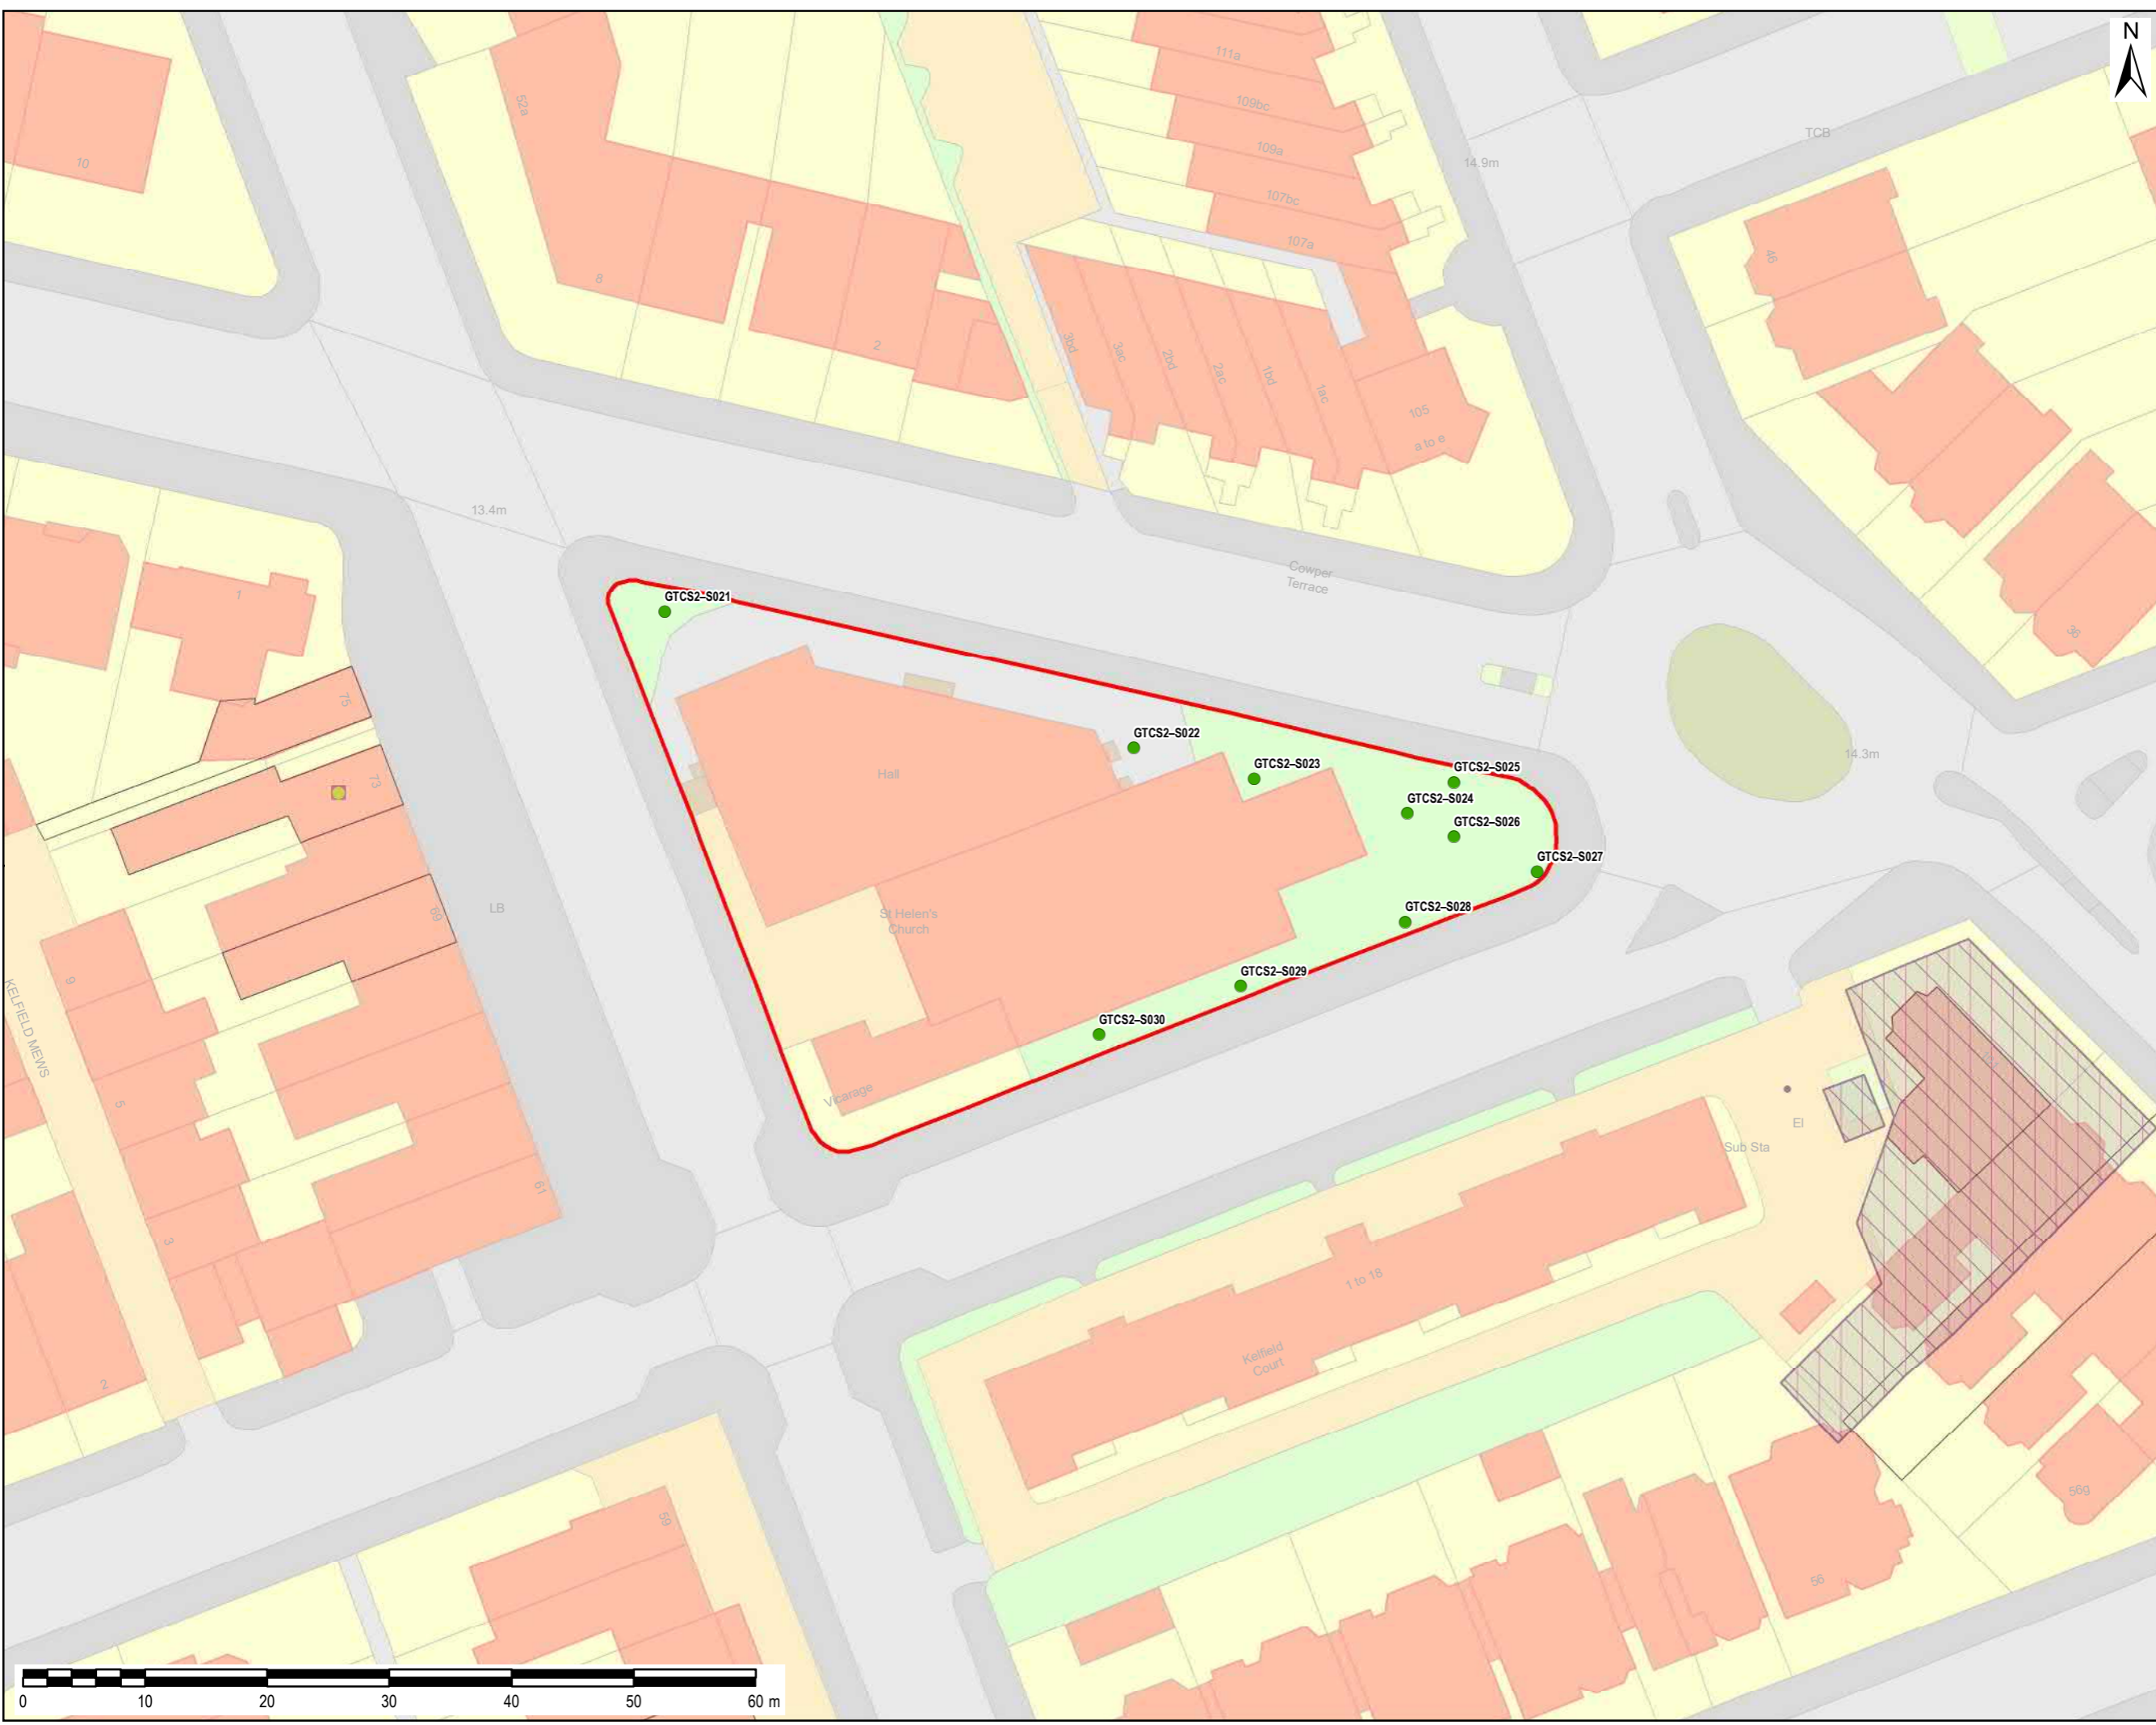 N
111a
52a
109bc
TCB
109a
14.9m
10
107bc
107a
46
8
2
3bd
3ac
2bd
2ac
1bd
1ac
105
a to e
13.4m
Cowper
Terrace
1
GTCS2–S021
36
75
GTCS2–S022
14.3m
Hall
GTCS2–S023
GTCS2–S025
73
GTCS2–S024
GTCS2–S026
GTCS2–S027
LB
69
GTCS2–S028
St Helen's
Church
9
GTCS2–S029
KELFIELD MEWS
GTCS2–S030
5
Vicarage
El
Sub Sta
61
3
1 to 18
Kelfield
Court
2
59
56g
56
0 10 20 30 40 50 60 m